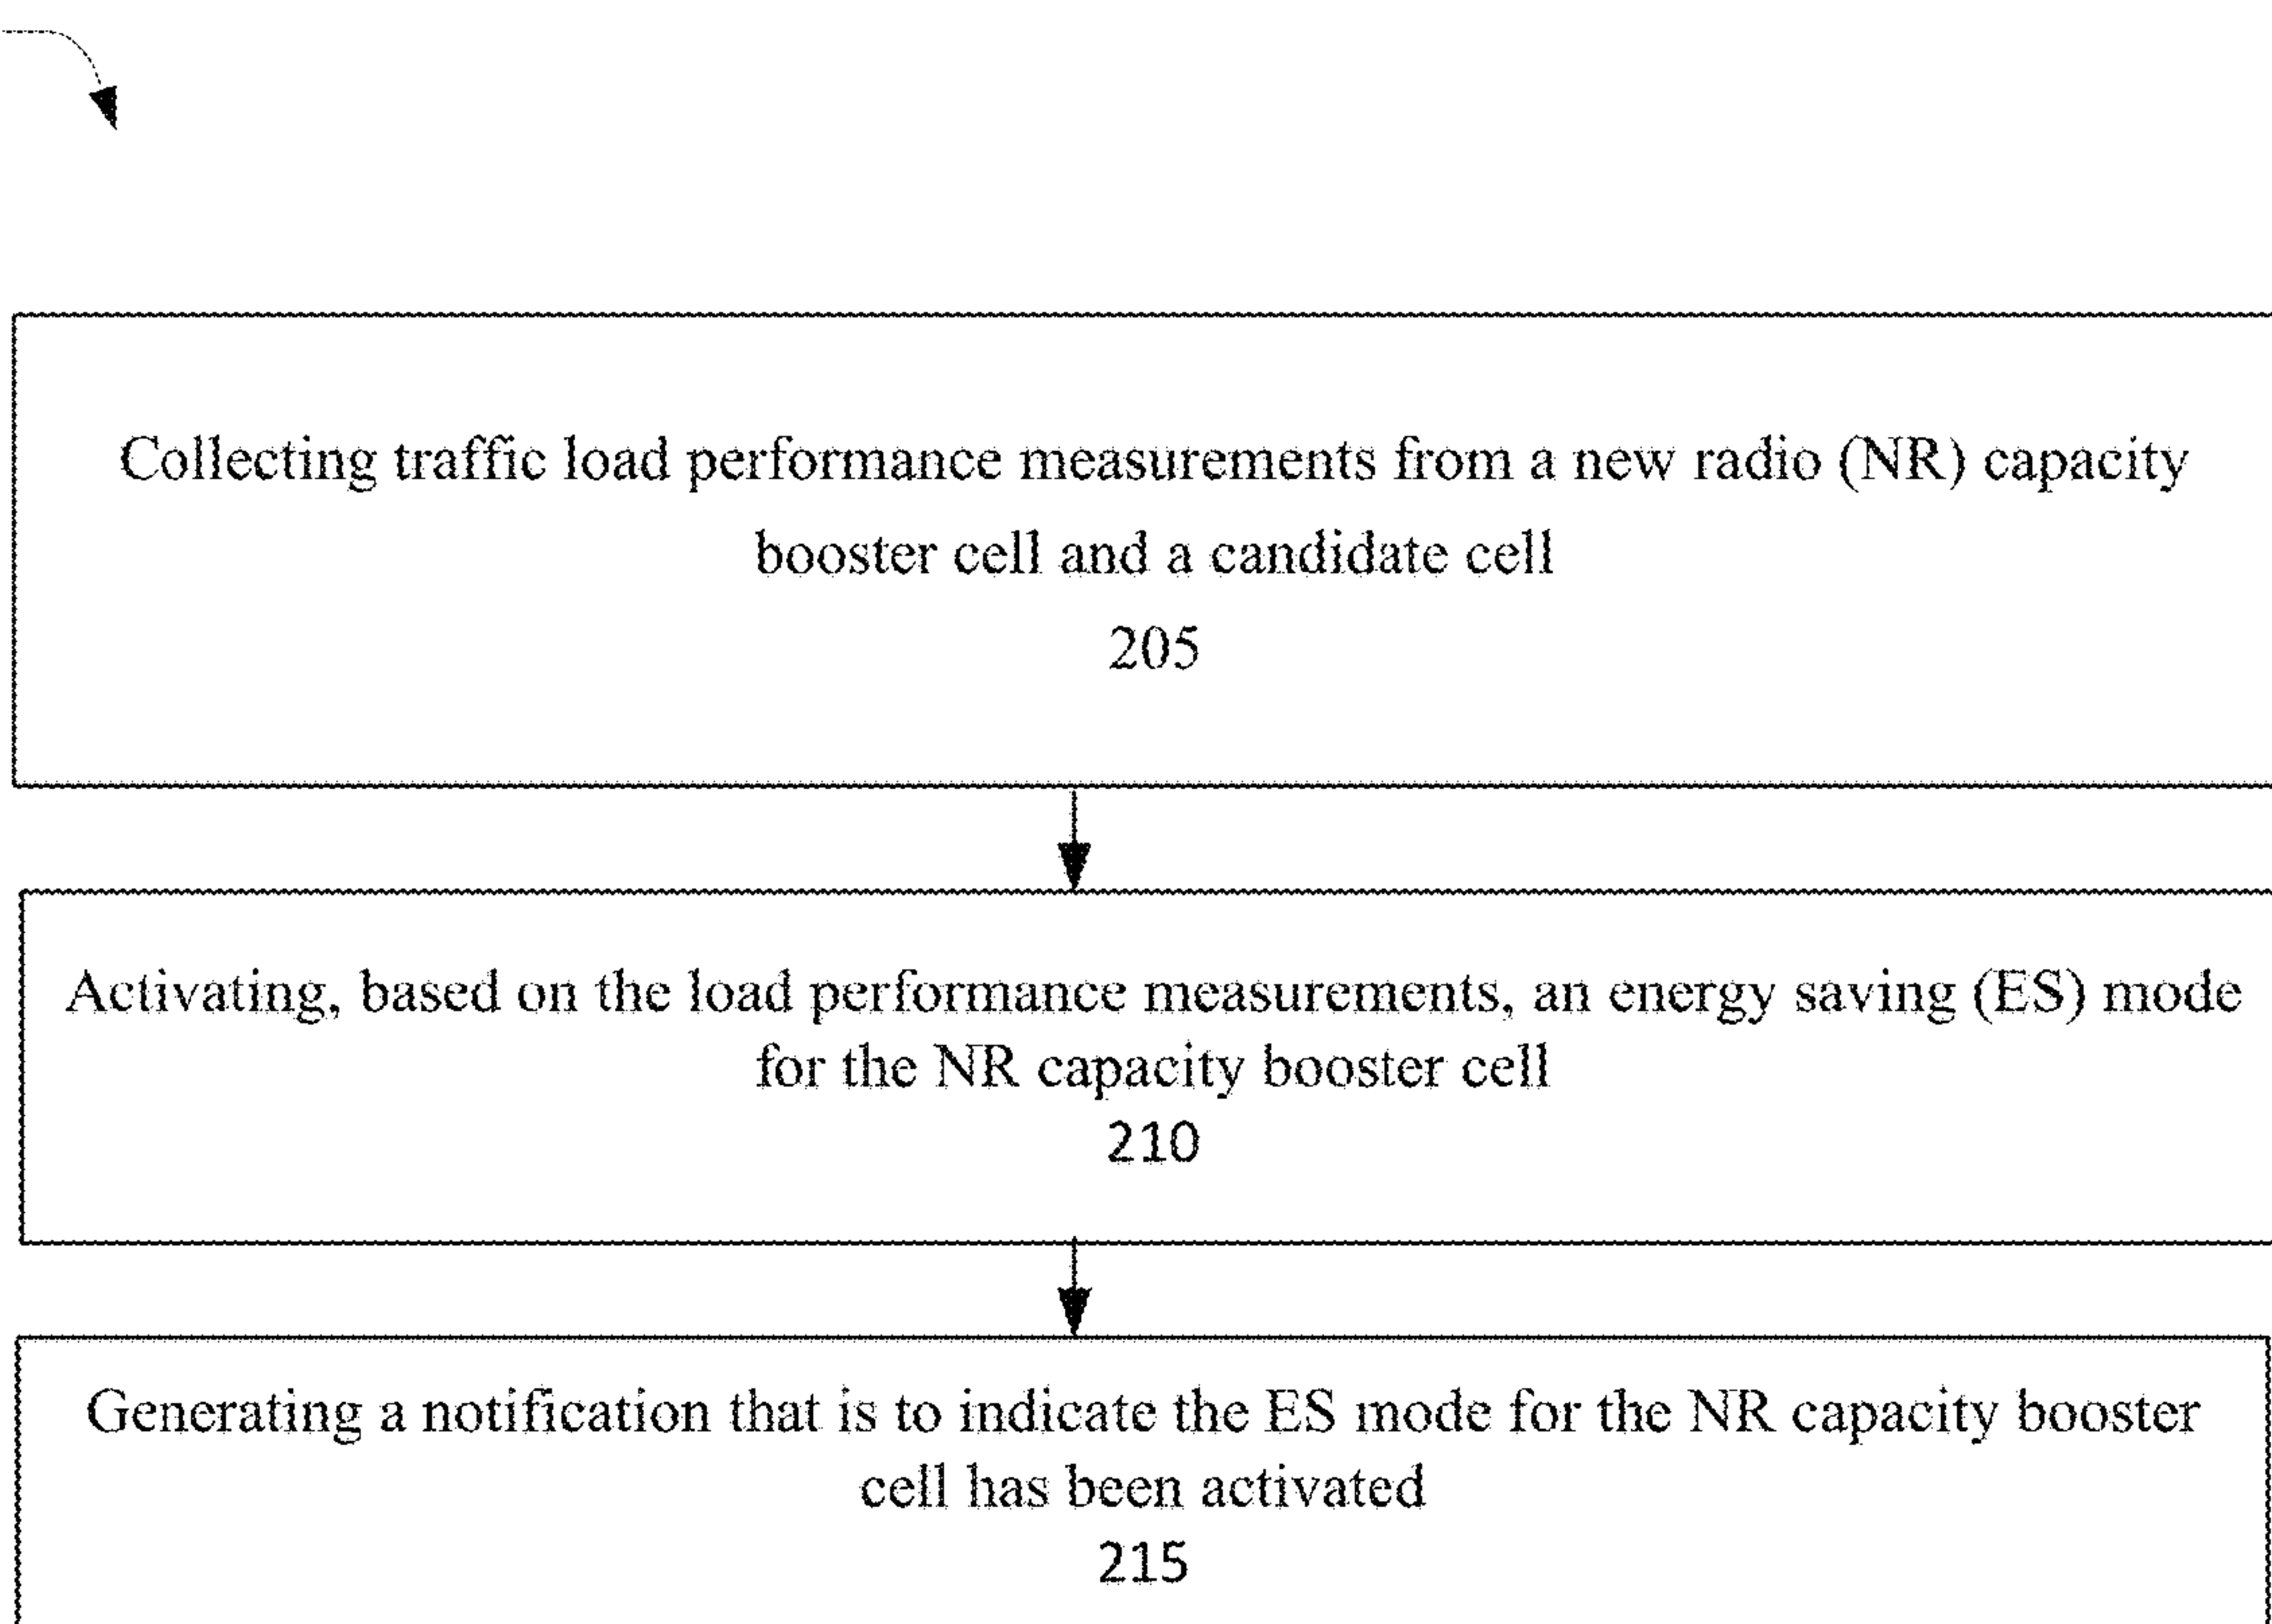 Collecting traffic load performance measurements from a new radio (NR) capacity
booster cell and a candidate cell
205
Activating, based on the load performance measurements, an energy saving (ES) mode
for the NR capacity booster cell
210
Generating a notification that is to indicate the ES mode for the NR capacity booster
cell has been activated
215